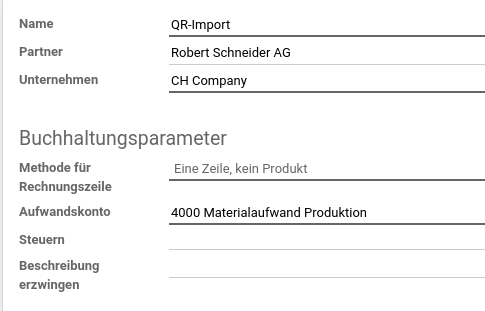 Name QR-Import
Partner Robert Schneider AG
Unternehmen CH Company
Buchhaltungsparameter
Methode für Eine Zeile, kein Produkt
Rechnungszeile
Aufwandskonto 4000 Materialaufwand Produktion
Steuern
Beschreibung
erzwingen